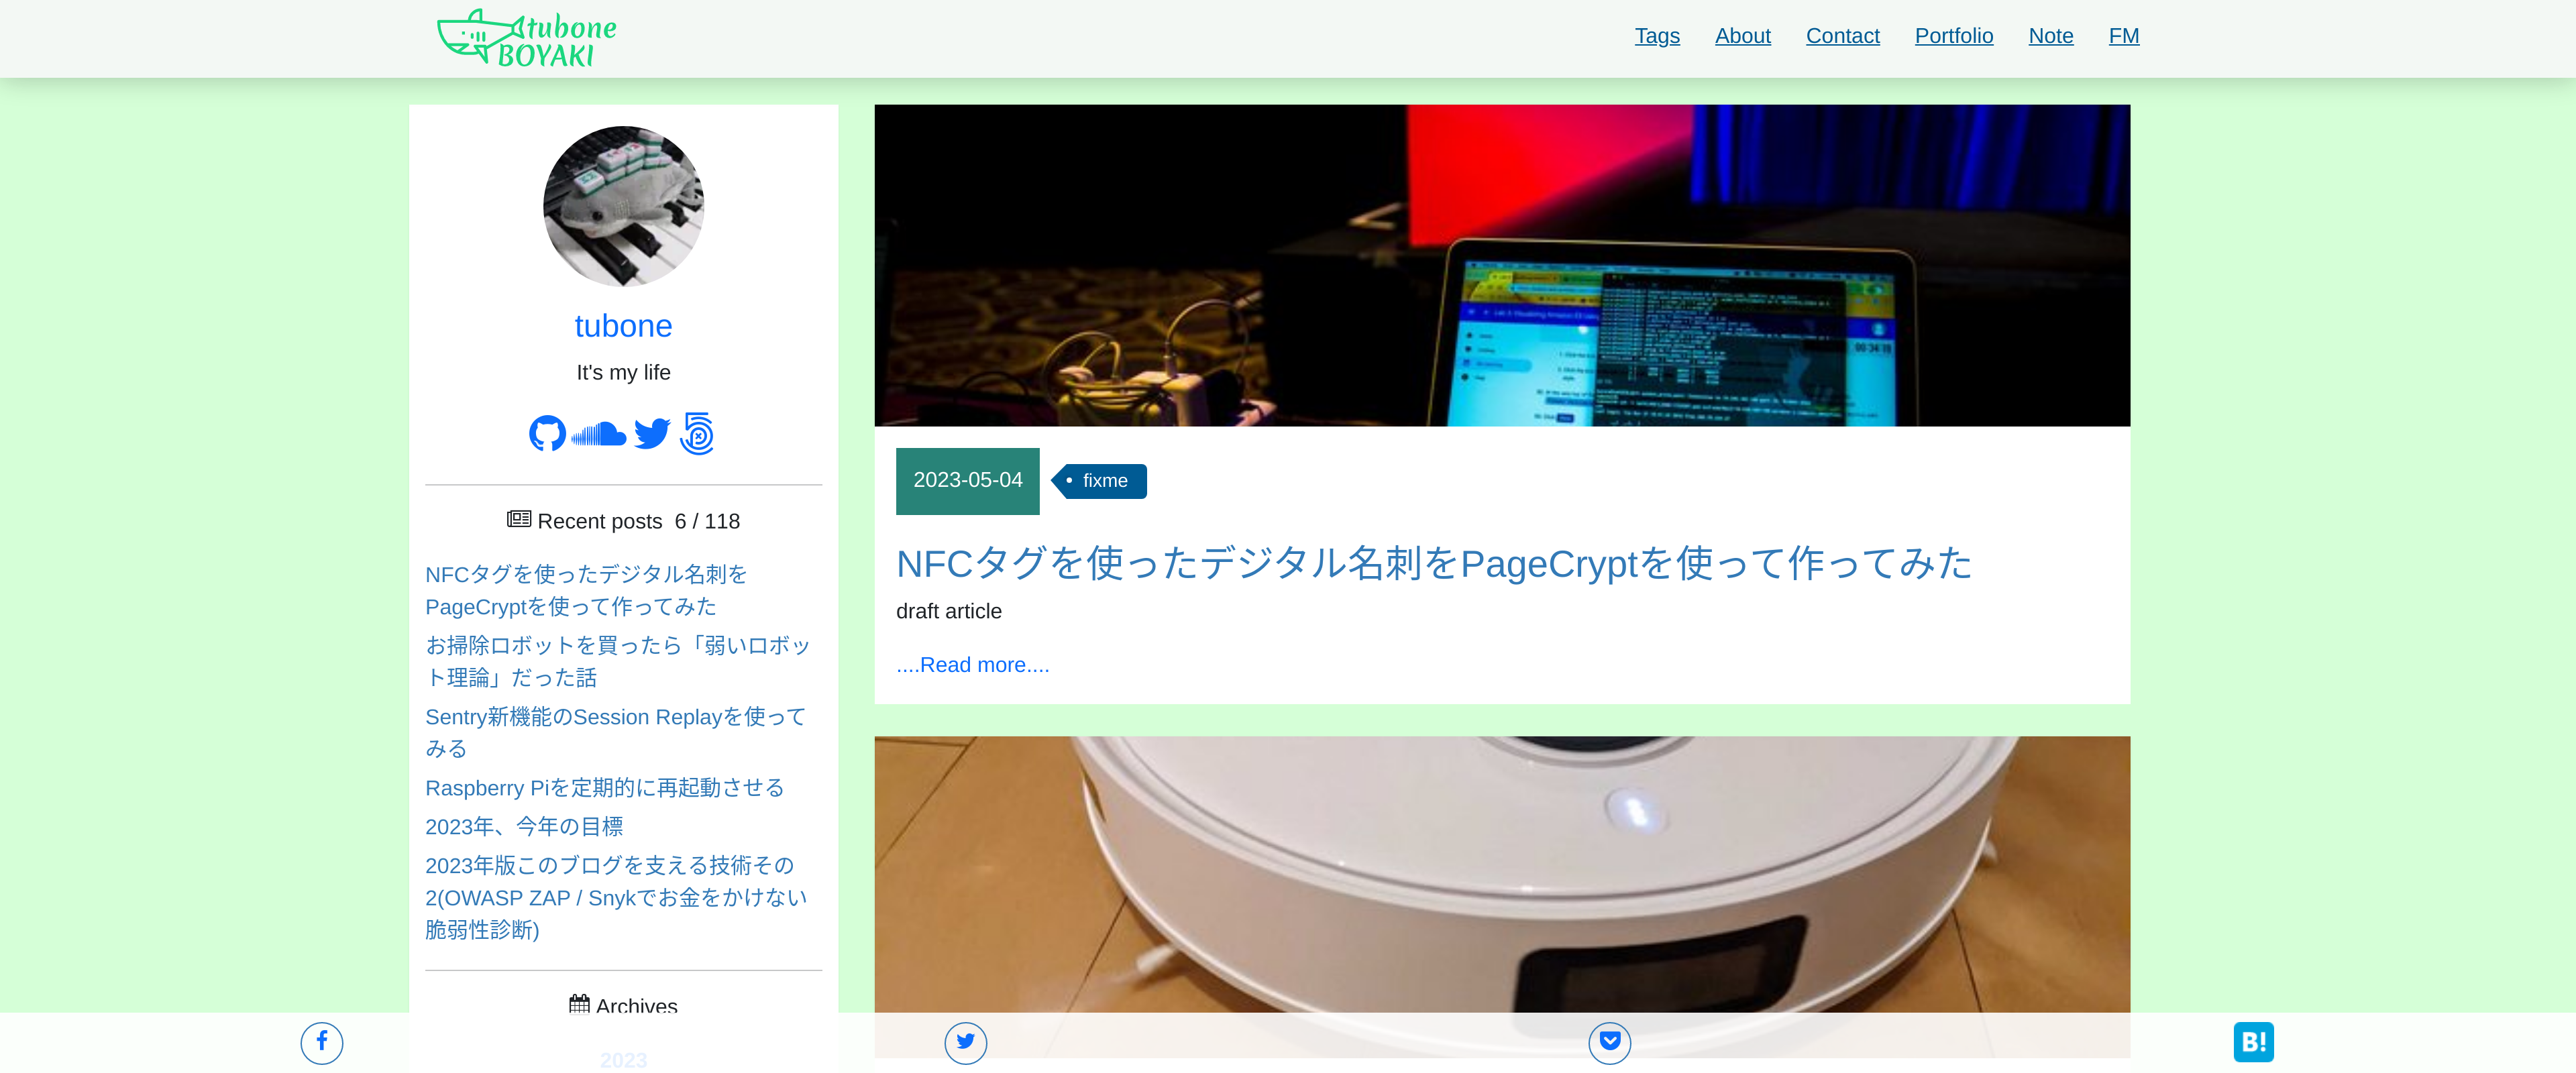 tubone
BOYAKI
Tags About Contact Portfolio Note FM
tubone
It's my life
Recent posts 6 / 118
NFCタグを使ったデジタル名刺を
PageCryptを使って作ってみた
お掃除ロボットを買ったら「弱いロボッ
ト理論」だった話
Sentry新機能のSession Replayを使って
みる
Raspberry Piを定期的に再起動させる
2023年、今年の目標
2023年版このブログを支える技術その
2(OWASP ZAP / Snykでお金をかけない
脆弱性診断)
Archives
2023
2023-05-04
fixme
NFCタグを使ったデジタル名刺をPageCryptを使って作ってみた
draft article
....Read more....
B!